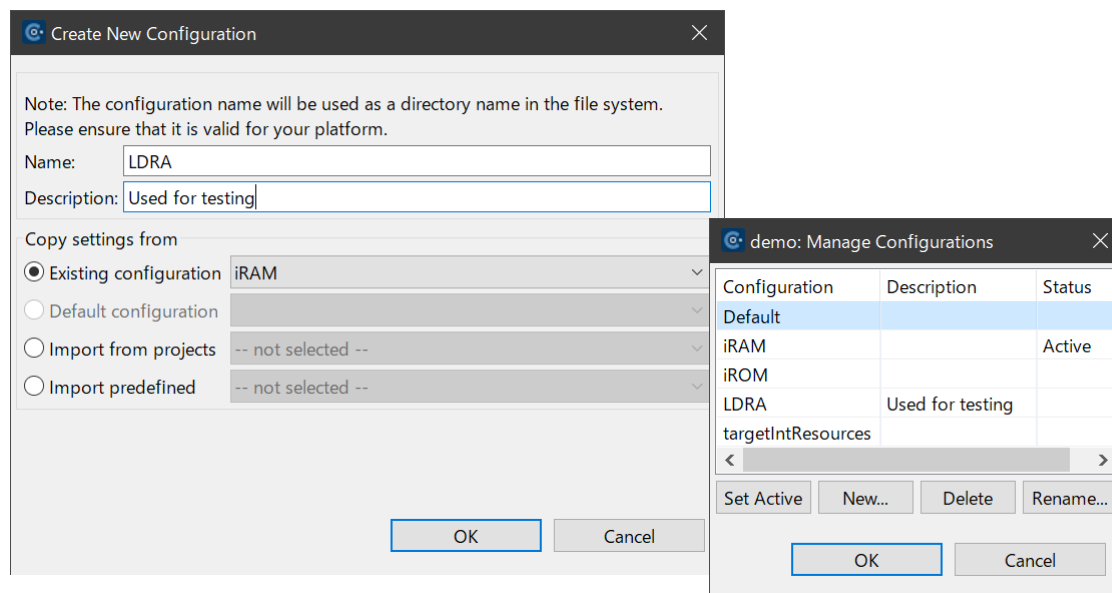 Create New Configuration
Note: The configuration name will be used as a directory name in the file system.
Please ensure that it is valid for your platform.
Name: LDRA
Description: Used for testing
Copy settings from
Existing configuration iRAM
Default configuration
Import from projects -- not selected --
Import predefined -- not selected --
OK Cancel
demo: Manage Configurations
Configuration Description Status
Default
iRAM Active
iROM
LDRA Used for testing
targetIntResources
Set Active New... Delete Rename...
OK Cancel